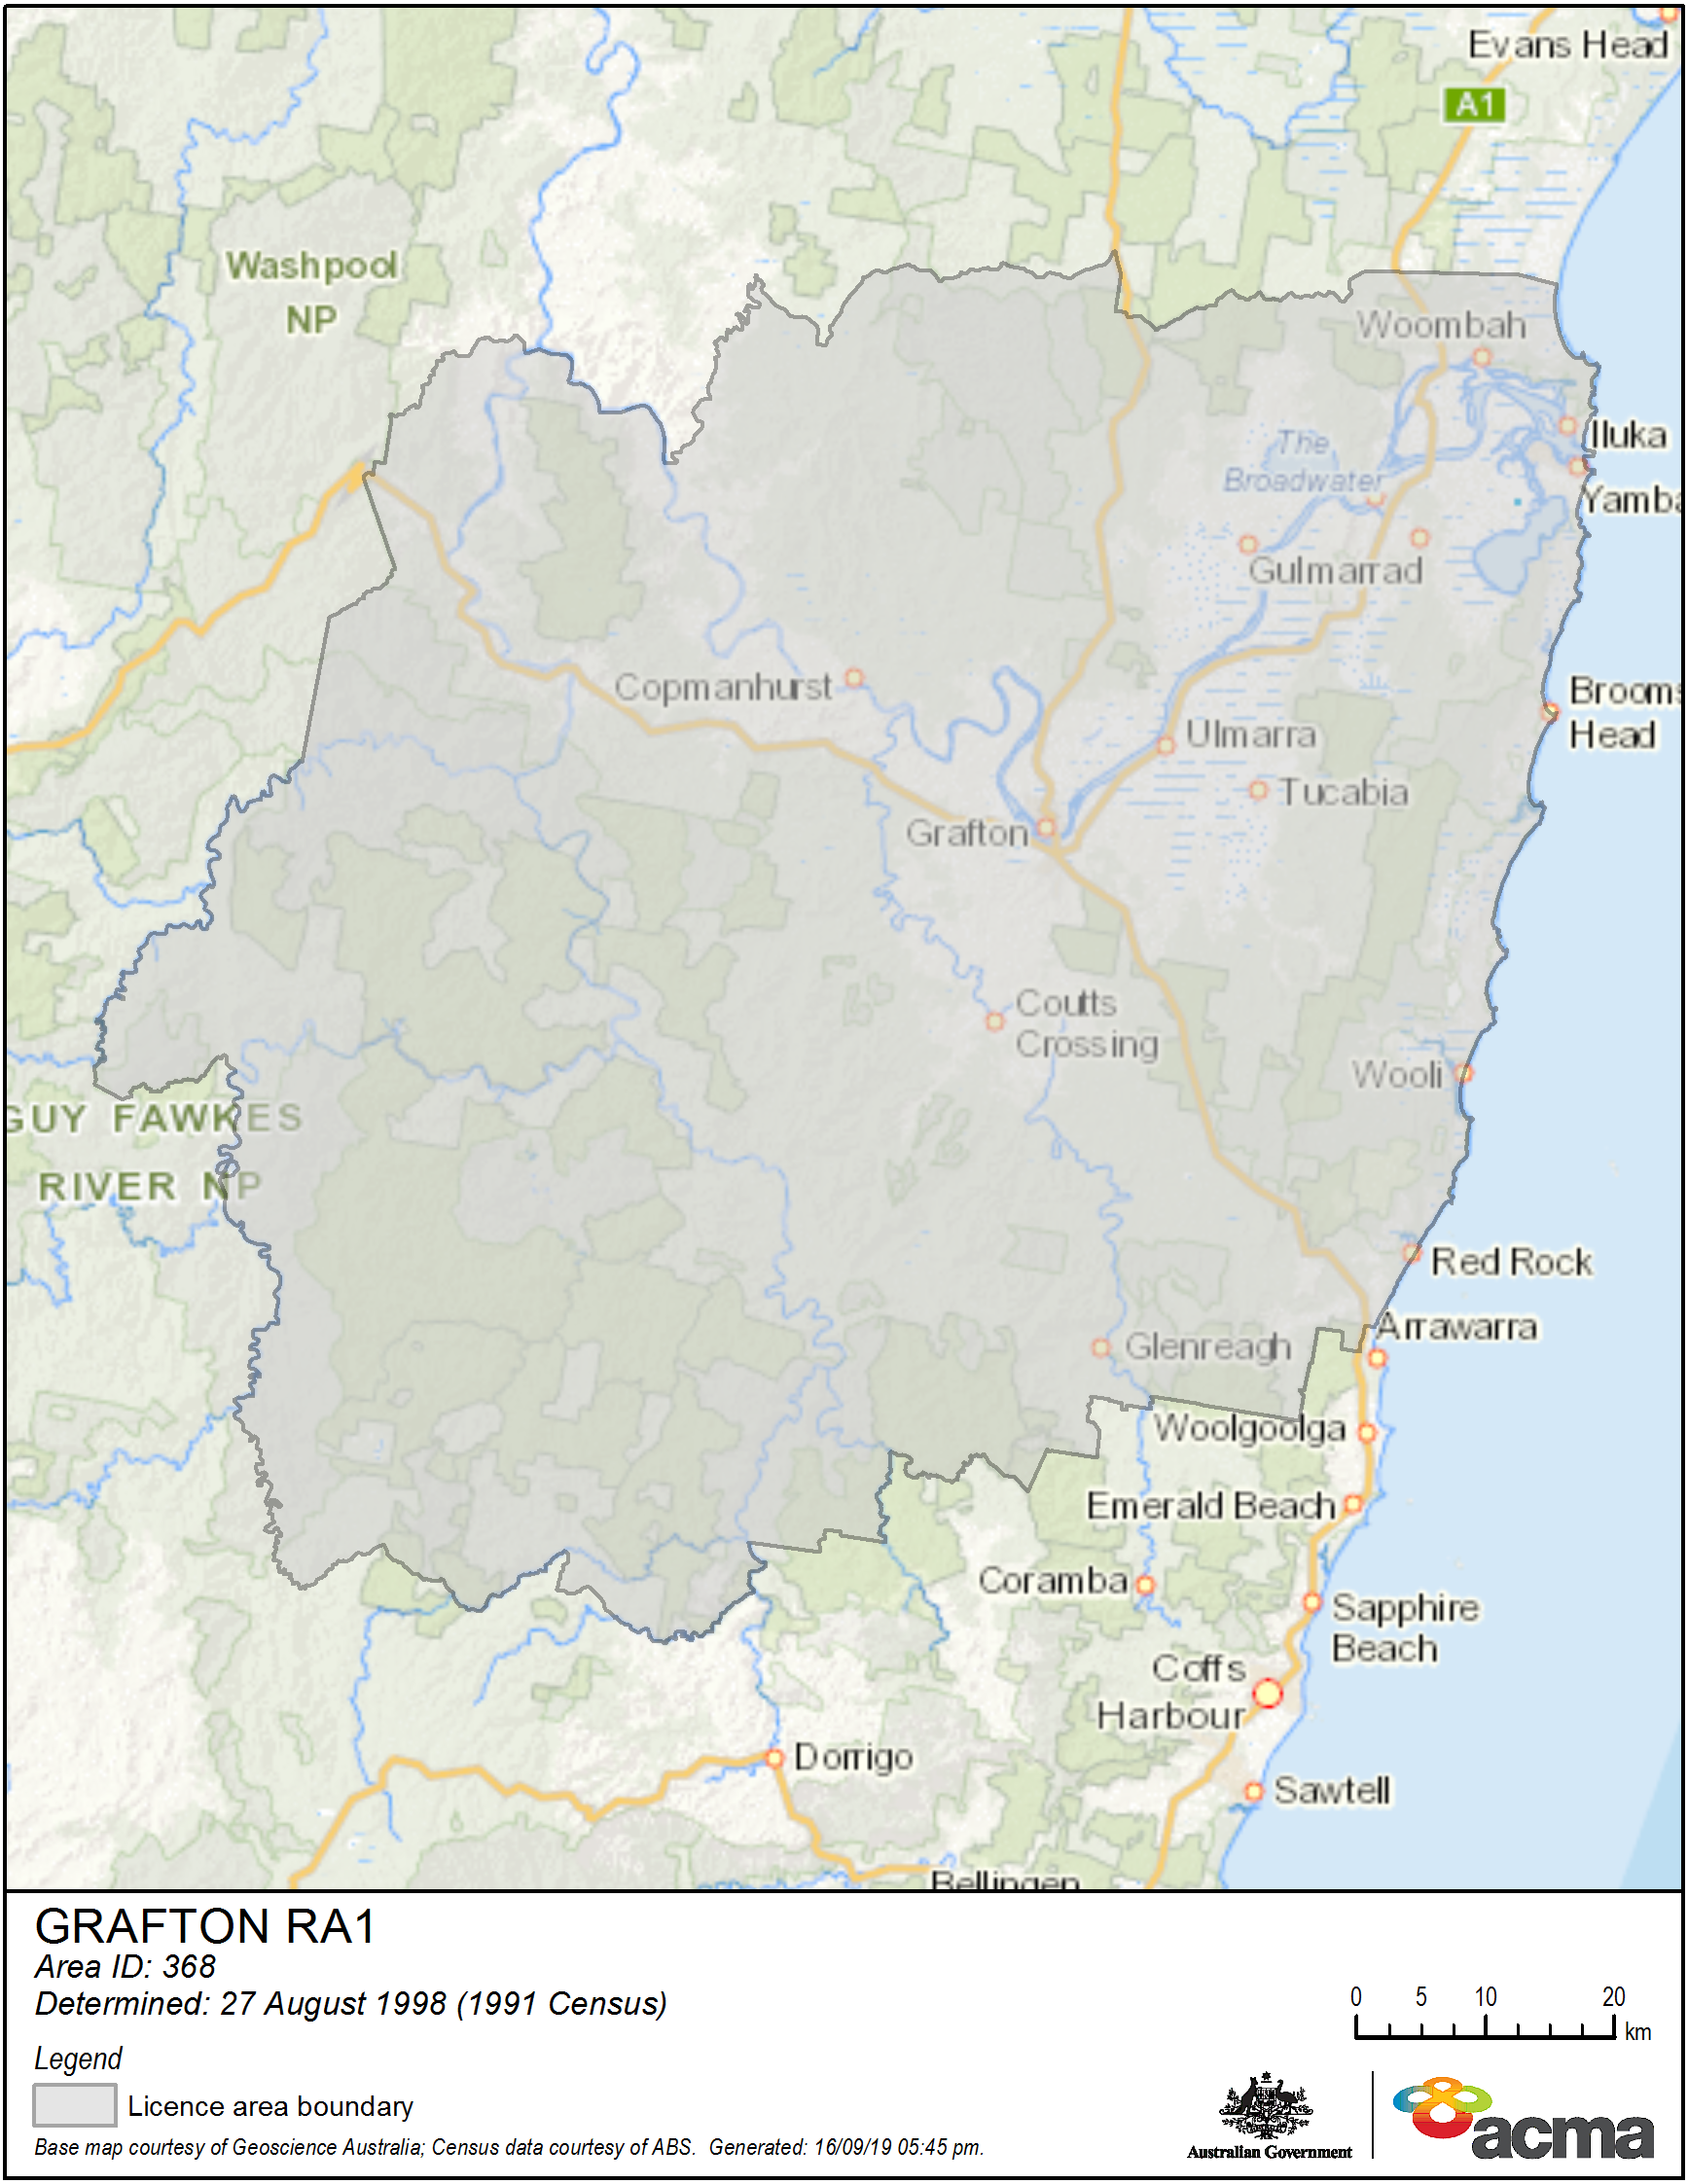 Evans Head
A1
Washpool
NP
Woombah
Iluka
The
Broadwater
Yamba
Gulmarrad
Copmanhurst
Brooms
Head
Ulmarra
Tucabia
Grafton
Coutts
Crossing
Wooli
GUY FAWKES
RIVER NP
Red Rock
Arrawarra
Glenreagh
Woolgoolga
Emerald Beach
Coramba
Sapphire
Beach
Coffs
Harbour
Dorrigo
Sawtell
Bellingen
GRAFTON RA1
Area ID: 368
Determined: 27 August 1998 (1991 Census)
0 5 10 20
km
Legend
Licence area boundary
Base map courtesy of Geoscience Australia; Census data courtesy of ABS. Generated: 16/09/19 05:45 pm.
Australian Government
acma